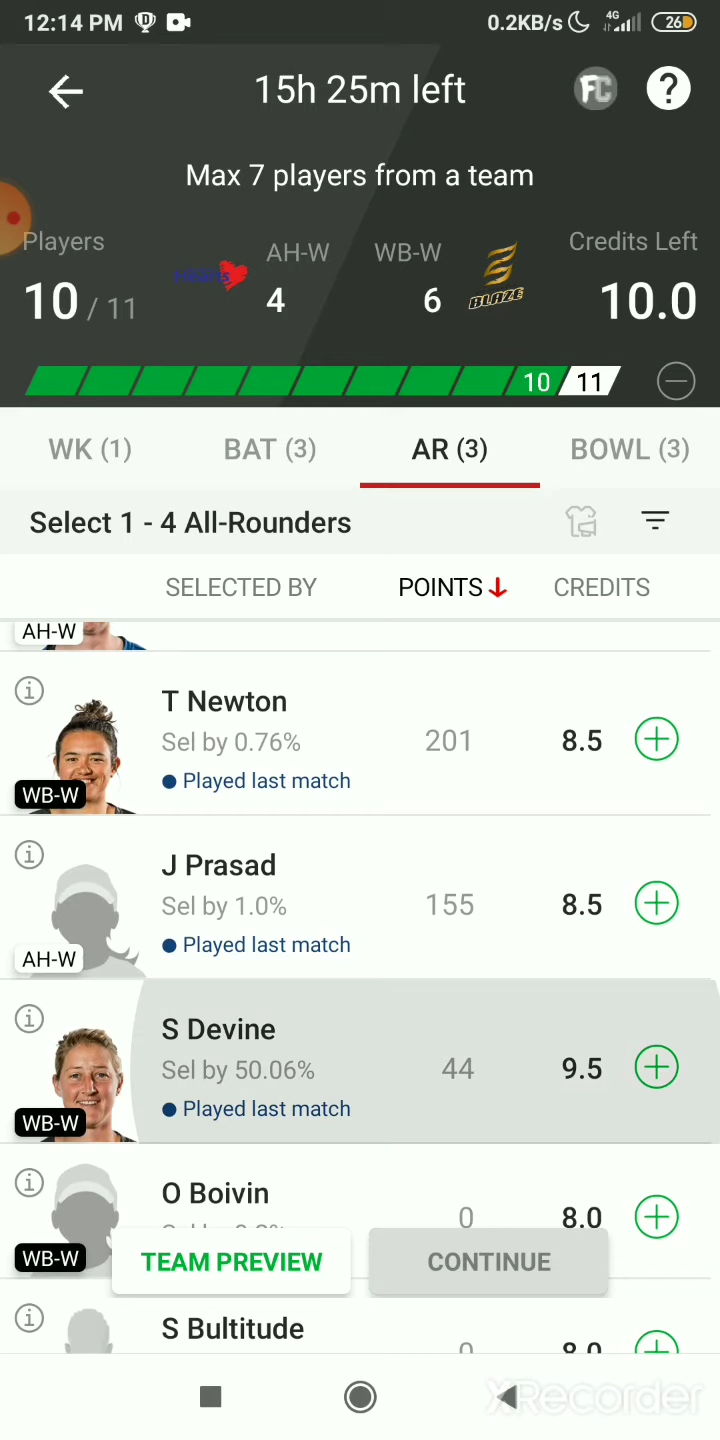 12:14 PM
0.2KB/s
4G
26
15h 25m left
FC
?
Max 7 players from a team
Players
AH-W
WB-W
Credits Left
10 / 11
4
6
BLAZE
10.0
10
11
WK (1)
BAT (3)
AR (3)
BOWL (3)
Select 1 - 4 All-Rounders
SELECTED BY
POINTS
CREDITS
AH-W
T Newton
Sel by 0.76%
201
8.5
Played last match
WB-W
J Prasad
Sel by 1.0%
155
8.5
Played last match
AH-W
S Devine
Sel by 50.06%
44
9.5
Played last match
WB-W
O Boivin
0
8.0
WB-W
TEAM PREVIEW
CONTINUE
S Bultitude
0
8.0
XRecorder